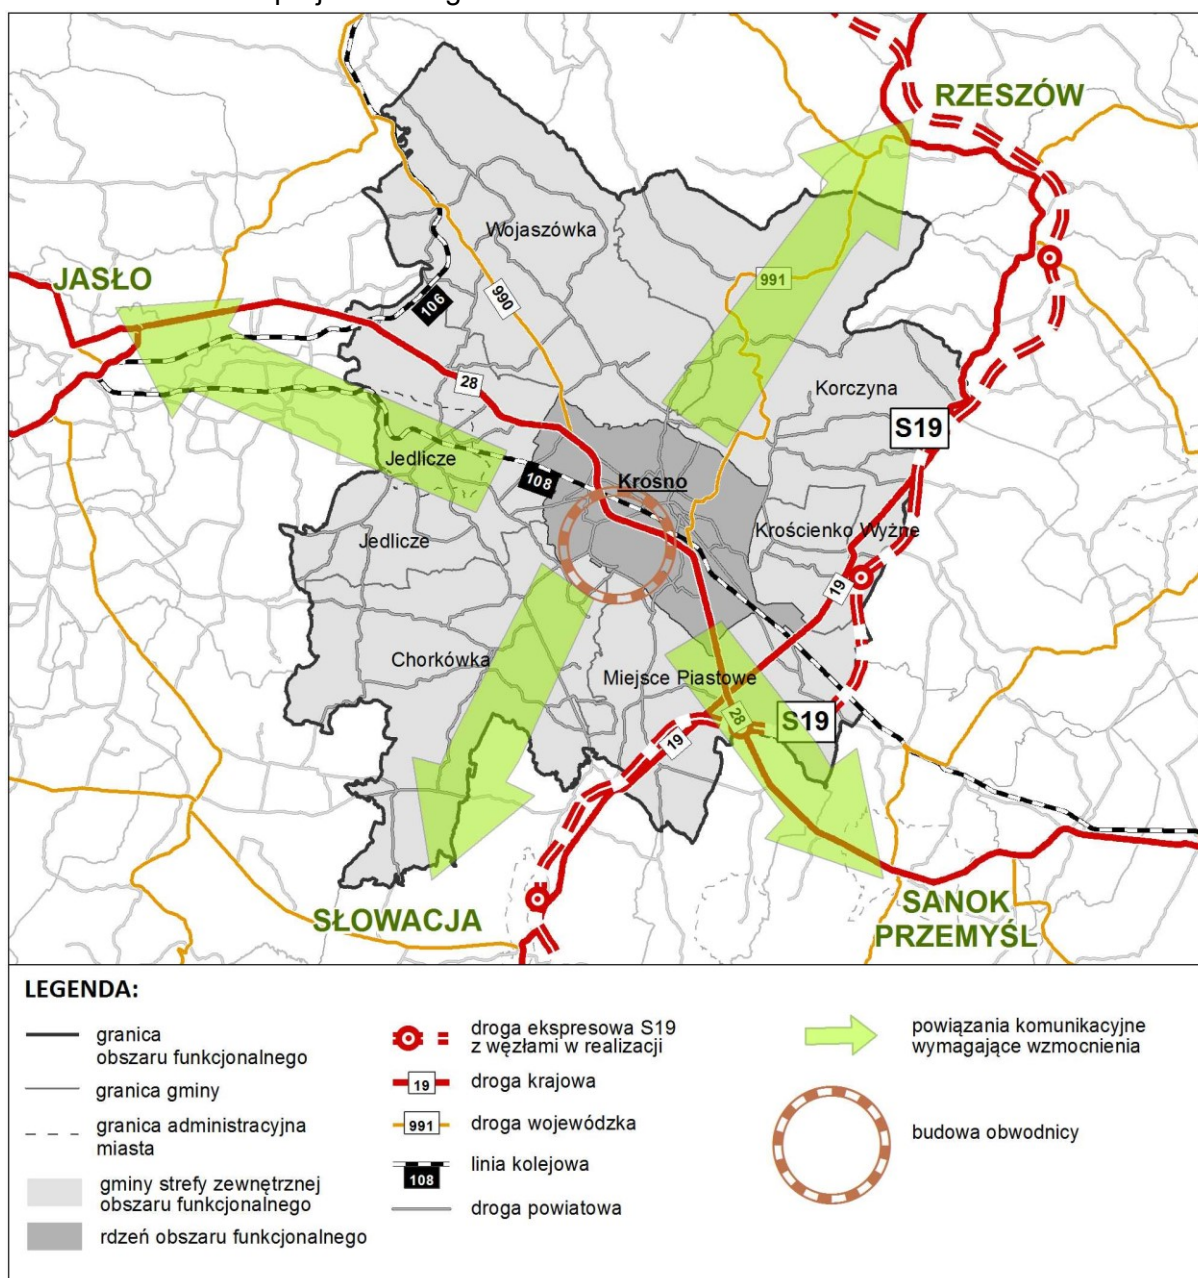 RZESZÓW
Wojaszówka
JASŁO
991
106
990
28
Korczyna
S19
Jedlicze
108
Krosno
Jedlicze
Krościenko Wyżne
19
Chorkówka
Miejsce Piastowe
28
S19
19
SŁOWACJA
SANOK
PRZEMYŚL
LEGENDA:
granica
obszaru funkcjonalnego
granica gminy
granica administracyjna
miasta
gminy strefy zewnętrznej
obszaru funkcjonalnego
rdzeń obszaru funkcjonalnego
droga ekspresowa S19
z węzłami w realizacji
19
droga krajowa
991
droga wojewódzka
linia kolejowa
108
droga powiatowa
powiązania komunikacyjne
wymagające wzmocnienia
budowa obwodnicy